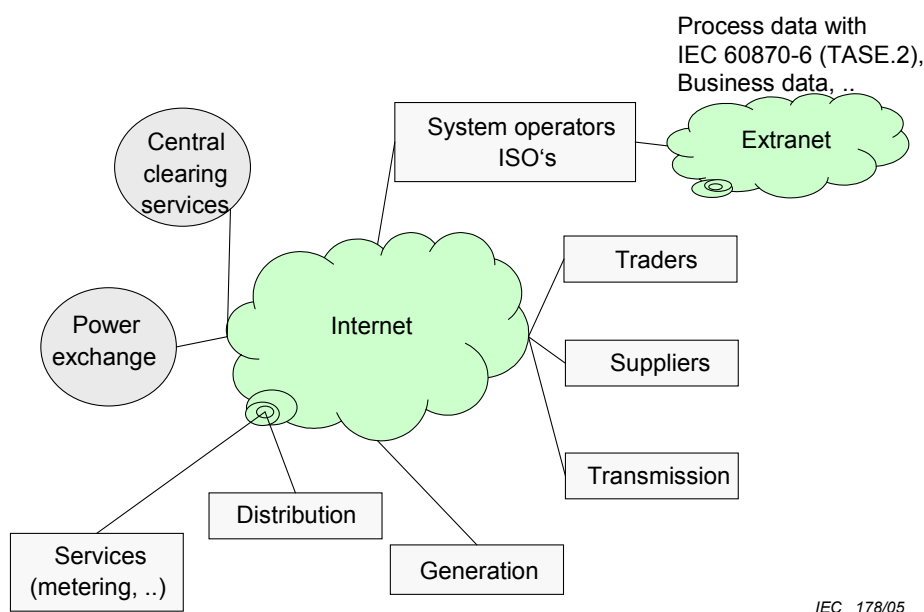 Process data with
IEC 60870-6 (TASE.2),
Business data, ..
System operators
ISO‘s
Extranet
Central
clearing
services
Traders
Internet
Power
exchange
Suppliers
Transmission
Distribution
Services
(metering, ..)
Generation
IEC 178/05